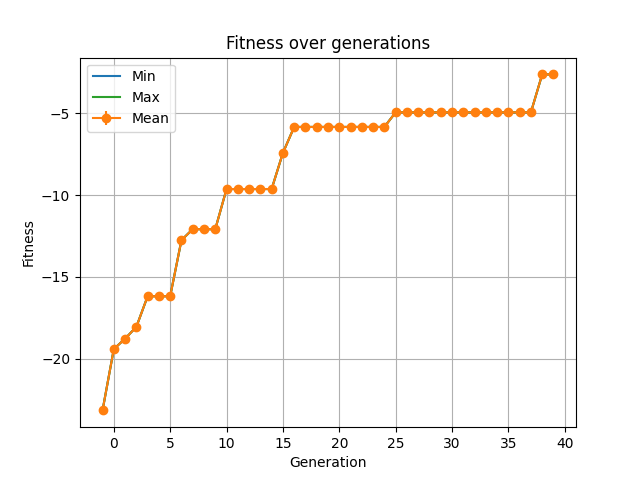 Fitness over generations
Min
Max
Mean
Fitness
−5
−10
−15
−20
0 5 10 15 20 25 30 35 40
Generation